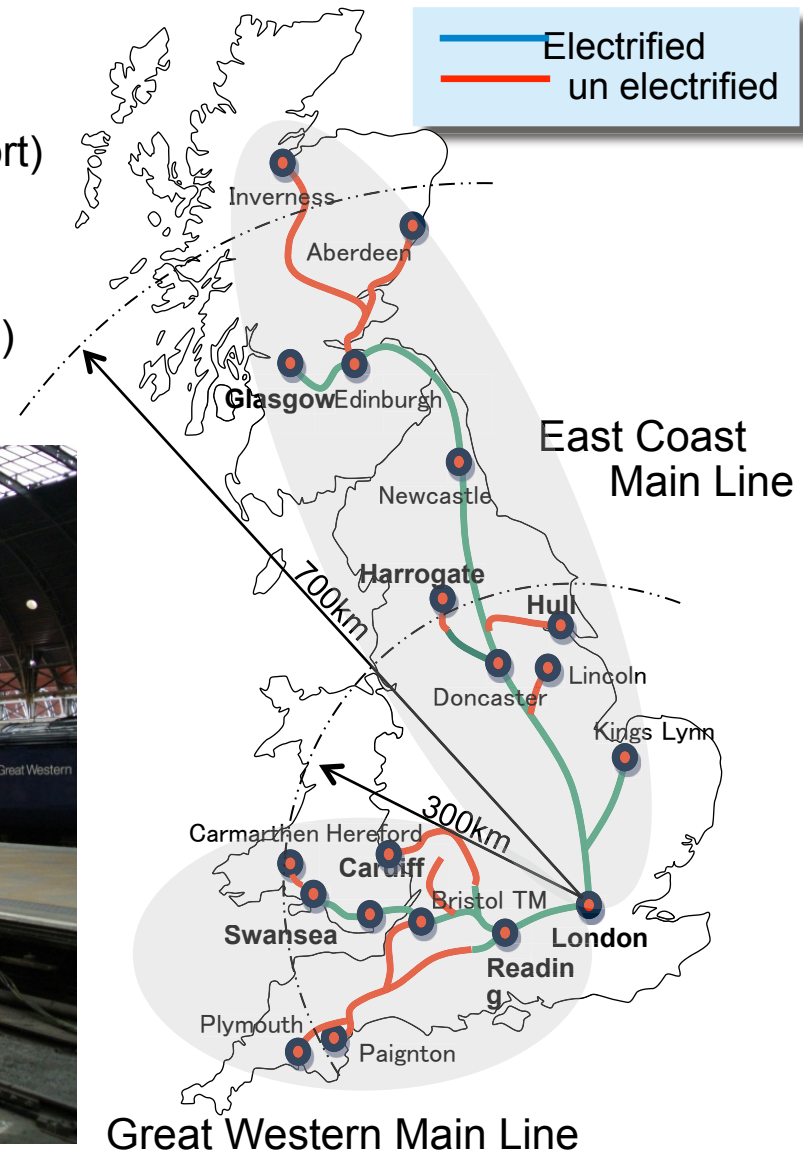 Electrified
un electrified
ort)
)
Inverness
Aberdeen
Glasgow Edinburgh
East Coast
Main Line
Newcastle
700km
Harrogate
Hull
Lincoln
Doncaster
Kings Lynn
Great Western
300km
Carmarthen Hereford
Cardiff
Bristol TM
Swansea
London
Readin
g
Plymouth
Paignton
Great Western Main Line